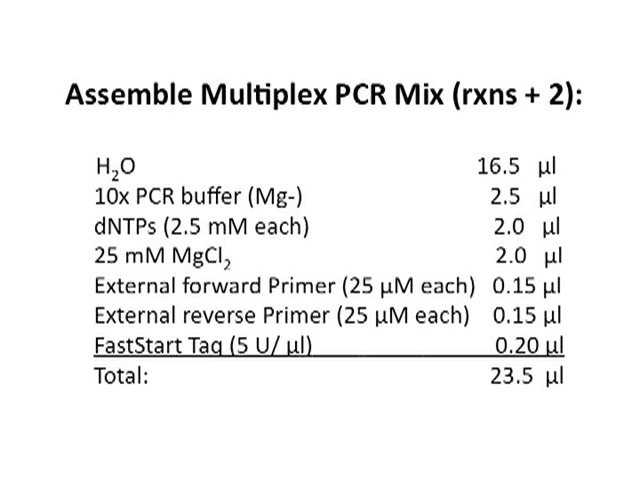 Assemble Multiplex PCR Mix (rxns + 2):
H₂O 16.5 µl
10x PCR buffer (Mg-) 2.5 µl
dNTPs (2.5 mM each) 2.0 µl
25 mM MgCl₂ 2.0 µl
External forward Primer (25 µM each) 0.15 µl
External reverse Primer (25 µM each) 0.15 µl
FastStart Taq (5 U/ µl) 0.20 µl
Total: 23.5 µl